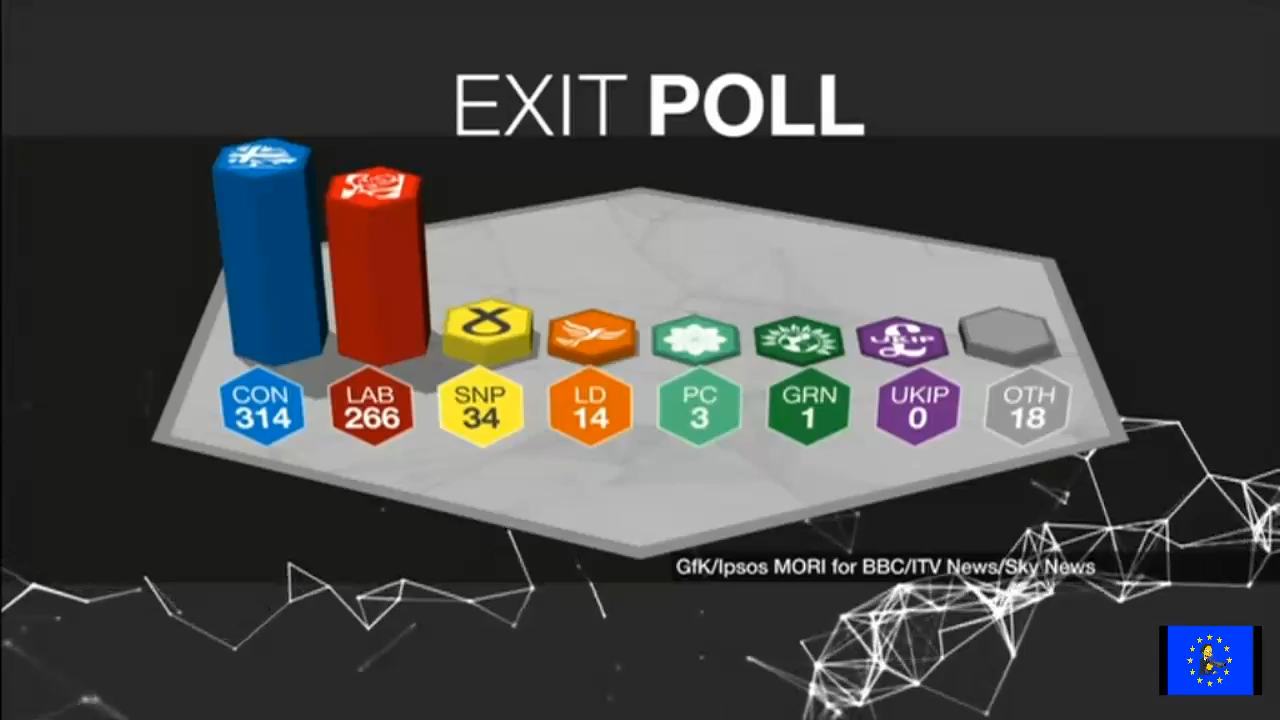 EXIT POLL
UKIP
CON
314
LAB
266
SNP
34
LD
14
PC
3
GRN
1
UKIP
0
OTH
18
GfK/Ipsos MORI for BBC/ITV News/Sky News